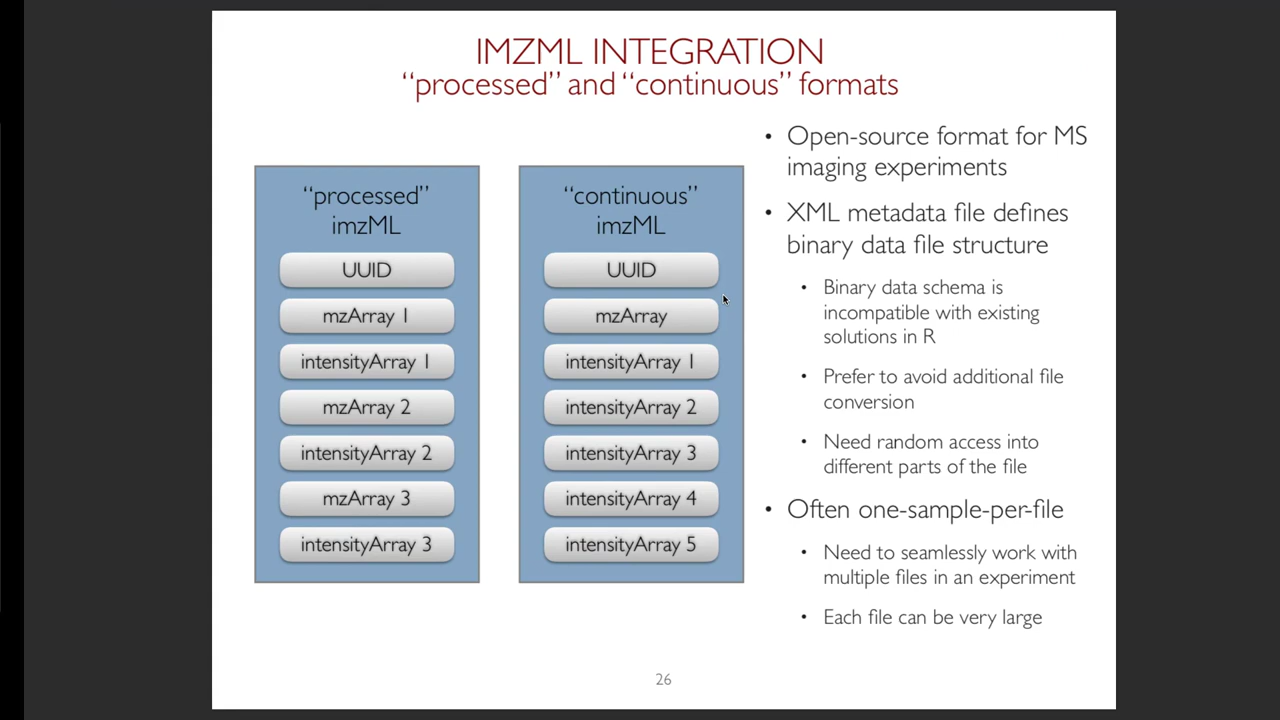 IMZML INTEGRATION
“processed” and “continuous” formats
“processed”
imzML
UUID
mzArray 1
intensityArray 1
mzArray 2
intensityArray 2
mzArray 3
intensityArray 3
“continuous”
imzML
UUID
mzArray
intensityArray 1
intensityArray 2
intensityArray 3
intensityArray 4
intensityArray 5
• Open-source format for MS
imaging experiments
• XML metadata file defines
binary data file structure
• Binary data schema is
incompatible with existing
solutions in R
• Prefer to avoid additional file
conversion
• Need random access into
different parts of the file
• Often one-sample-per-file
• Need to seamlessly work with
multiple files in an experiment
• Each file can be very large
26